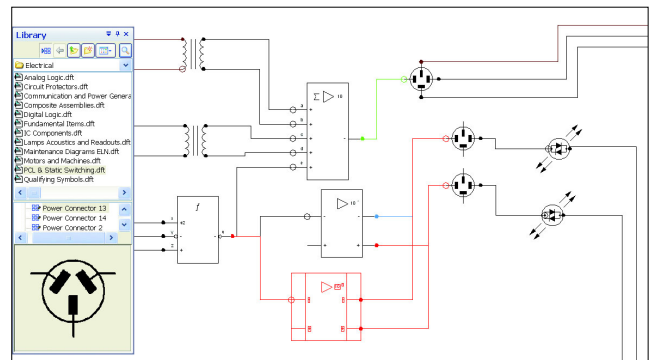 Library
Electrical
Analog Logic.dft
Circuit Protectors.dft
Communication and Power Genera
Composite Assemblies.dft
Digital Logic.dft
Fundamental Items.dft
IC Components.dft
Lamps Acoustics and Readouts.dft
Maintenance Diagrams ELN.dft
Motors and Machines.dft
PCL & Static Switching.dft
Qualifying Symbols.dft
Power Connector 13
Power Connector 14
Power Connector 2
Σ 10
f
10